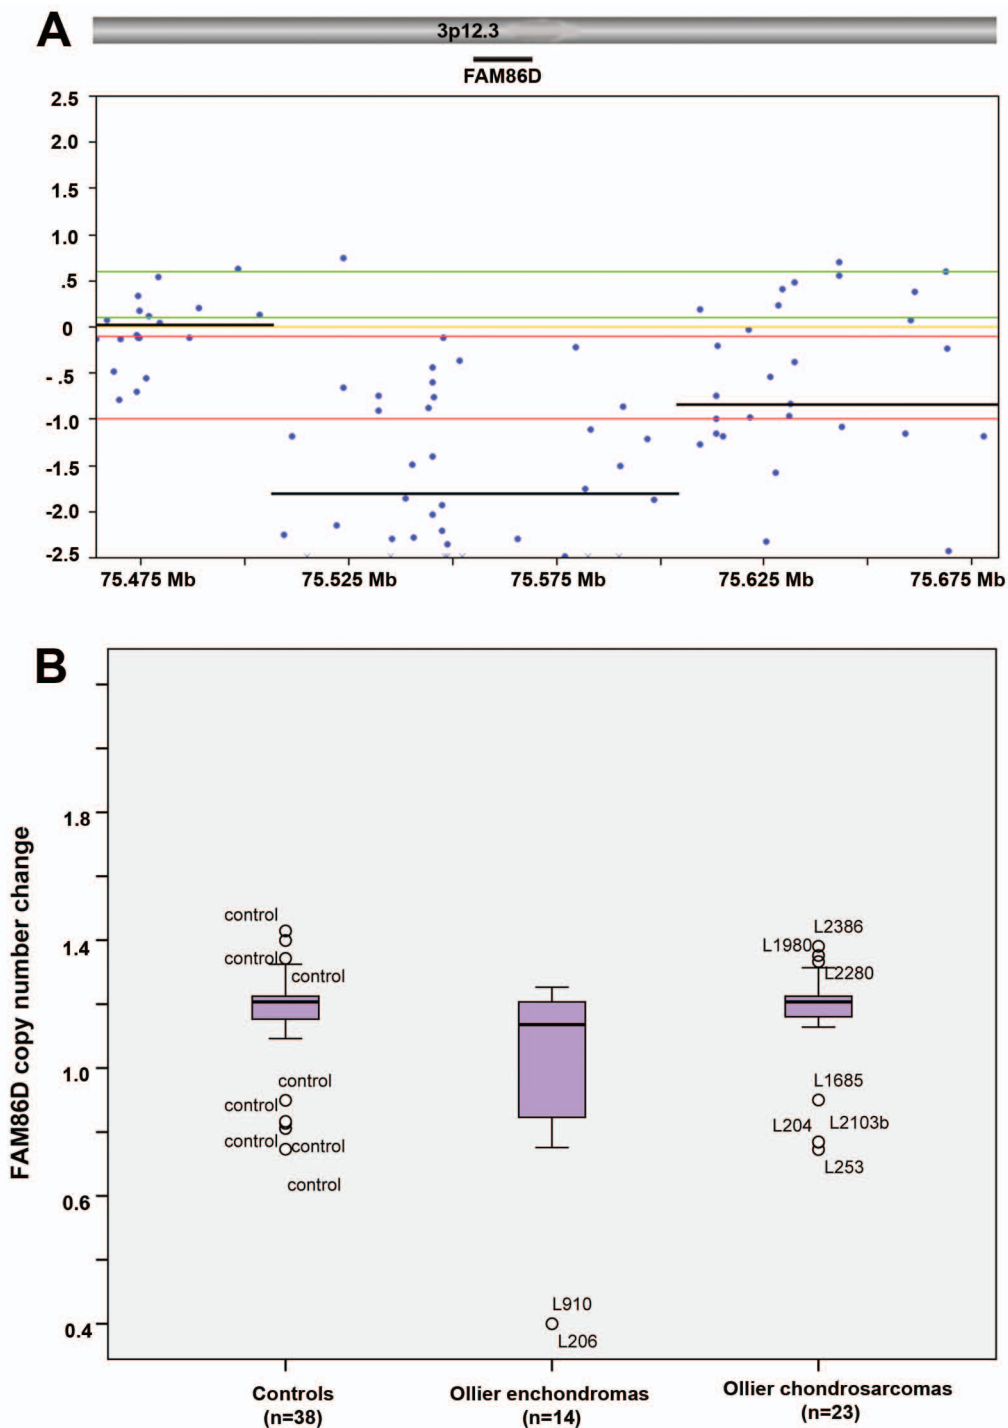 A
3p12.3
FAM86D
2.5
2.0
1.5
1.0
.5
0
- .5
-1.0
-1.5
-2.0
-2.5
75.475 Mb 75.525 Mb 75.575 Mb 75.625 Mb 75.675 Mb
B
FAM86D copy number change
1.8
1.4
1.0
0.6
0.4
control
control
control
control
control
control
control
control
L910
L206
L2386
L1980
L2280
L1685
L204
L2103b
L253
Controls
(n=38)
Ollier enchondromas
(n=14)
Ollier chondrosarcomas
(n=23)